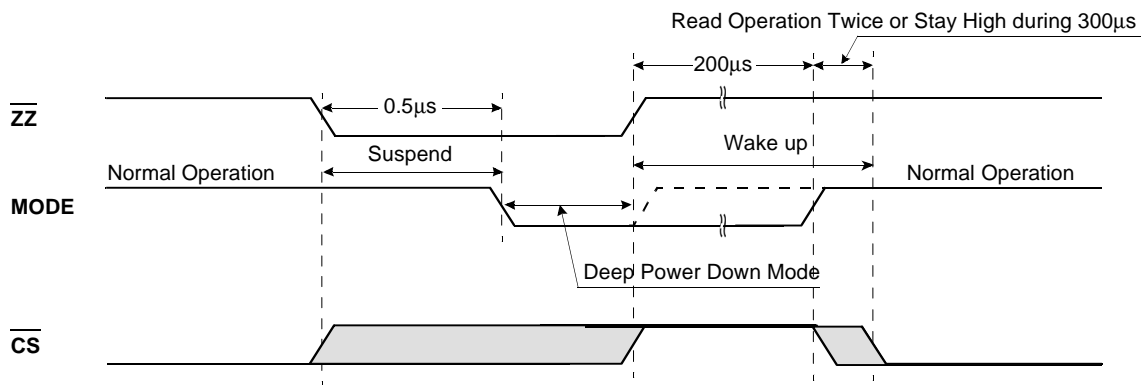 Read Operation Twice or Stay High during 300μs
200μs
ZZ
0.5μs
Suspend
Wake up
Normal Operation
Normal Operation
MODE
Deep Power Down Mode
CS